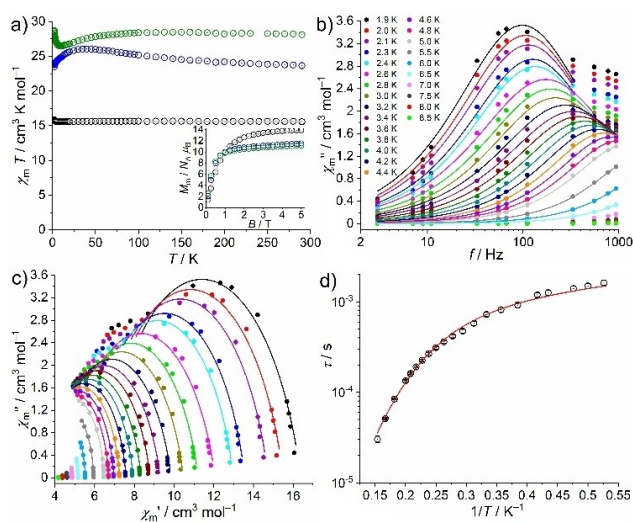 a)
χm T / cm³ K mol⁻¹
30
25
20
15
10
5
0
0 50 100 150 200 250 300
T / K
Mm / NA μB
14
12
10
8
6
4
2
0
0 1 2 3 4 5
B / T
b)
χm'' / cm³ mol⁻¹
3.6
3.2
2.8
2.4
2.0
1.6
1.2
0.8
0.4
0
2 10 100 1000
f / Hz
1.9 K 4.6 K
2.0 K 4.8 K
2.1 K 5.0 K
2.3 K 5.5 K
2.4 K 6.0 K
2.6 K 6.5 K
2.8 K 7.0 K
3.0 K 7.5 K
3.2 K 8.0 K
3.4 K 8.5 K
3.6 K
3.8 K
4.0 K
4.2 K
4.4 K
c)
χm'' / cm³ mol⁻¹
3.6
3.2
2.8
2.4
2.0
1.6
1.2
0.8
0.4
0
4 6 8 10 12 14 16
χm' / cm³ mol⁻¹
d)
τ / s
10⁻³
10⁻⁴
10⁻⁵
0.15 0.20 0.25 0.30 0.35 0.40 0.45 0.50 0.55
1/T / K⁻¹